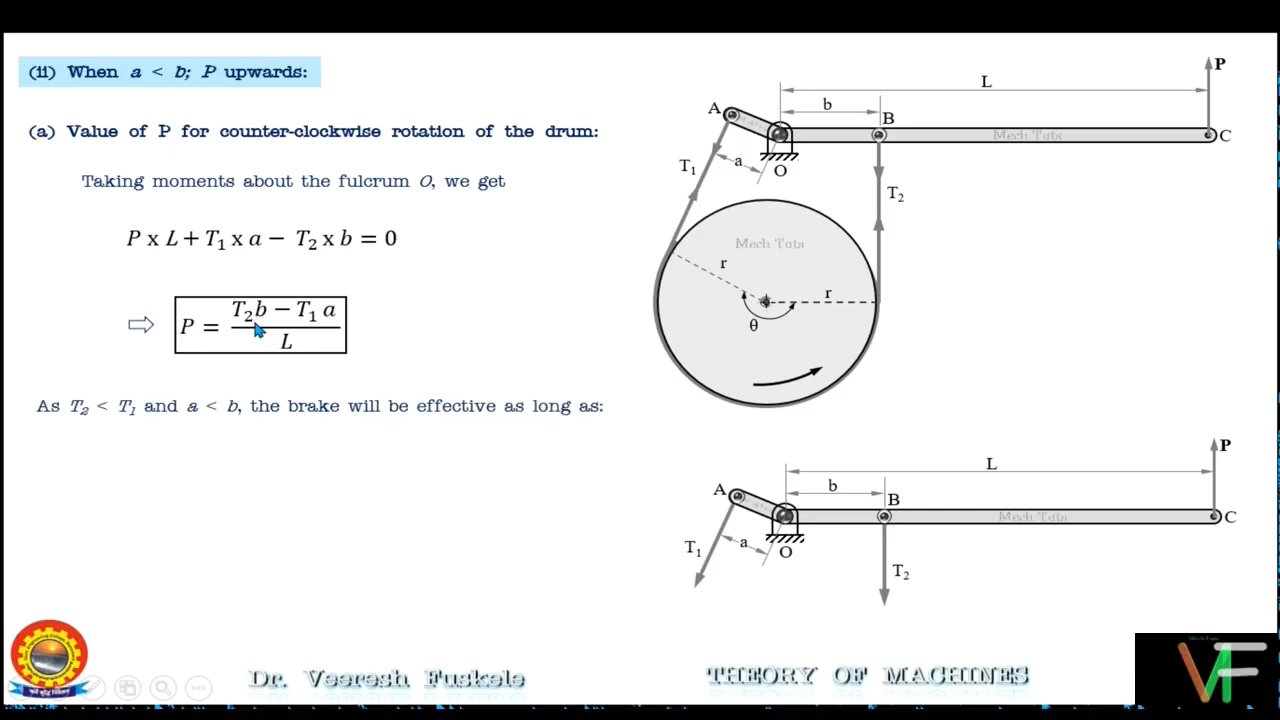 (ii) When a < b; P upwards:
(a) Value of P for counter-clockwise rotation of the drum:
Taking moments about the fulcrum O, we get
P x L + T₁ x a − T₂ x b = 0
⇨ P = (T₂b − T₁ a) / L
As T₂ < T₁ and a < b, the brake will be effective as long as:
P
L
b
A
B
Mech Tuts
C
a
O
T₁
T₂
Mech Tuts
r
r
θ
P
L
b
A
B
Mech Tuts
C
a
O
T₁
T₂
Dr. Veeresh Fuskele
THEORY OF MACHINES
VF